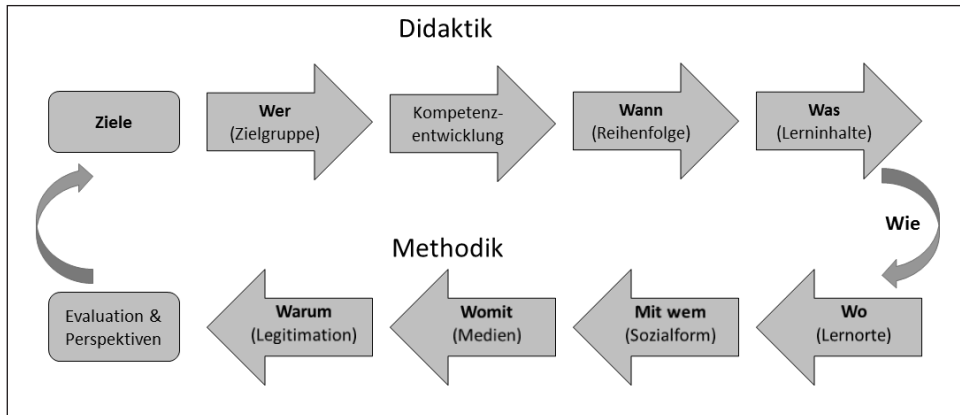 Didaktik
Ziele
Wer
(Zielgruppe)
Kompetenz-
entwicklung
Wann
(Reihenfolge)
Was
(Lerninhalte)
Wie
Methodik
Evaluation &
Perspektiven
Warum
(Legitimation)
Womit
(Medien)
Mit wem
(Sozialform)
Wo
(Lernorte)